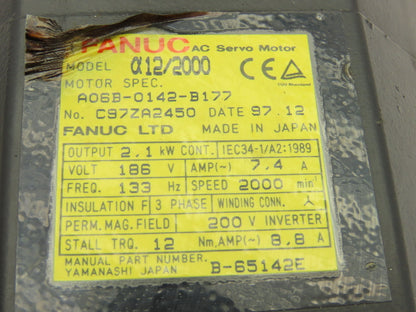 FANUC AC Servo Motor
MODEL α12/2000
MOTOR SPEC.
A06B-0142-B177
No. C97ZA2450 DATE 97.12
FANUC LTD MADE IN JAPAN
OUTPUT 2.1 kW CONT. IEC34-1/A2:1989
VOLT 186 V AMP(~) 7.4 A
FREQ. 133 Hz SPEED 2000 min⁻¹
INSULATION F 3 PHASE WINDING CONN.
PERM. MAG. FIELD 200 V INVERTER
STALL TRQ. 12 Nm, AMP(~) 8.8 A
MANUAL PART NUMBER. B-65142E
YAMANASHI JAPAN